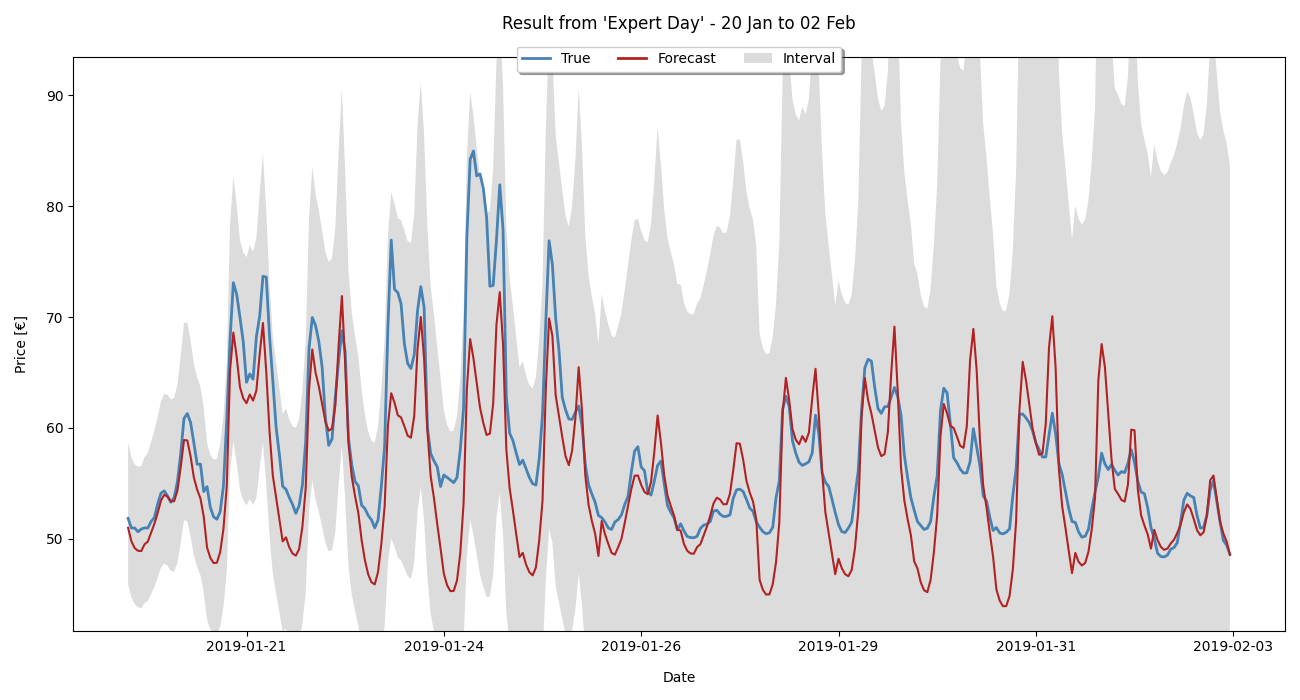 Result from 'Expert Day' - 20 Jan to 02 Feb
True Forecast Interval
90
80
70
60
50
Price [€]
2019-01-21 2019-01-24 2019-01-26 2019-01-29 2019-01-31 2019-02-03
Date